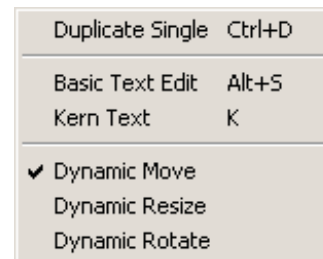 Duplicate Single Ctrl+D
Basic Text Edit Alt+S
Kern Text K
Dynamic Move
Dynamic Resize
Dynamic Rotate